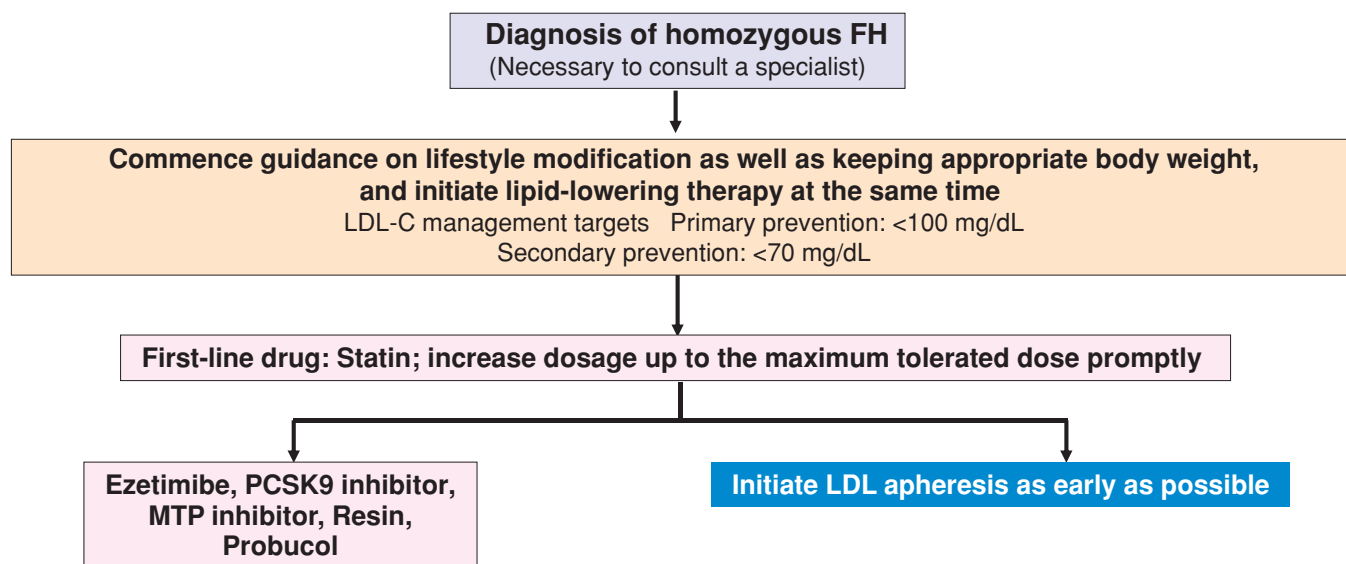 Diagnosis of homozygous FH
(Necessary to consult a specialist)
Commence guidance on lifestyle modification as well as keeping appropriate body weight,
and initiate lipid-lowering therapy at the same time
LDL-C management targets   Primary prevention: <100 mg/dL
Secondary prevention: <70 mg/dL
First-line drug: Statin; increase dosage up to the maximum tolerated dose promptly
Ezetimibe, PCSK9 inhibitor,
MTP inhibitor, Resin,
Probucol
Initiate LDL apheresis as early as possible